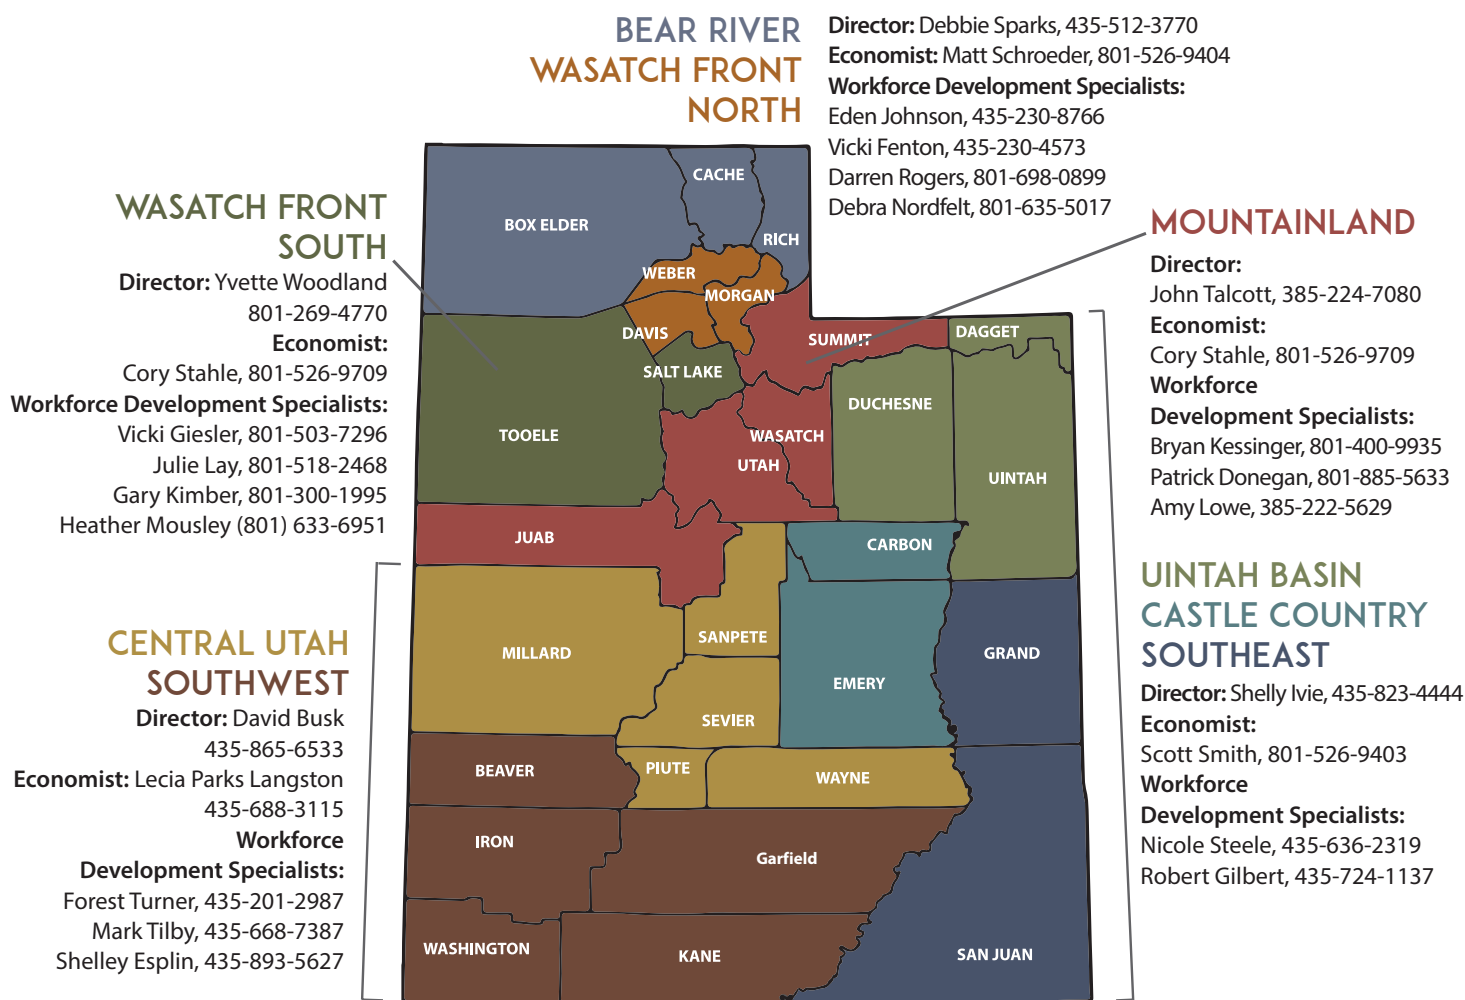 BEAR RIVER
WASATCH FRONT
NORTH
Director: Debbie Sparks, 435-512-3770
Economist: Matt Schroeder, 801-526-9404
Workforce Development Specialists:
Eden Johnson, 435-230-8766
Vicki Fenton, 435-230-4573
Darren Rogers, 801-698-0899
Debra Nordfelt, 801-635-5017
WASATCH FRONT
SOUTH
Director: Yvette Woodland
801-269-4770
Economist:
Cory Stahle, 801-526-9709
Workforce Development Specialists:
Vicki Giesler, 801-503-7296
Julie Lay, 801-518-2468
Gary Kimber, 801-300-1995
Heather Mousley (801) 633-6951
MOUNTAINLAND
Director:
John Talcott, 385-224-7080
Economist:
Cory Stahle, 801-526-9709
Workforce
Development Specialists:
Bryan Kessinger, 801-400-9935
Patrick Donegan, 801-885-5633
Amy Lowe, 385-222-5629
CENTRAL UTAH
SOUTHWEST
Director: David Busk
435-865-6533
Economist: Lecia Parks Langston
435-688-3115
Workforce
Development Specialists:
Forest Turner, 435-201-2987
Mark Tilby, 435-668-7387
Shelley Esplin, 435-893-5627
UINTAH BASIN
CASTLE COUNTRY
SOUTHEAST
Director: Shelly Ivie, 435-823-4444
Economist:
Scott Smith, 801-526-9403
Workforce
Development Specialists:
Nicole Steele, 435-636-2319
Robert Gilbert, 435-724-1137
CACHE
BOX ELDER
RICH
WEBER
MORGAN
DAVIS
SUMMIT
DAGGET
SALT LAKE
DUCHESNE
TOOELE
WASATCH
UTAH
UINTAH
JUAB
CARBON
SANPETE
MILLARD
GRAND
EMERY
SEVIER
BEAVER
PIUTE
WAYNE
IRON
Garfield
WASHINGTON
KANE
SAN JUAN